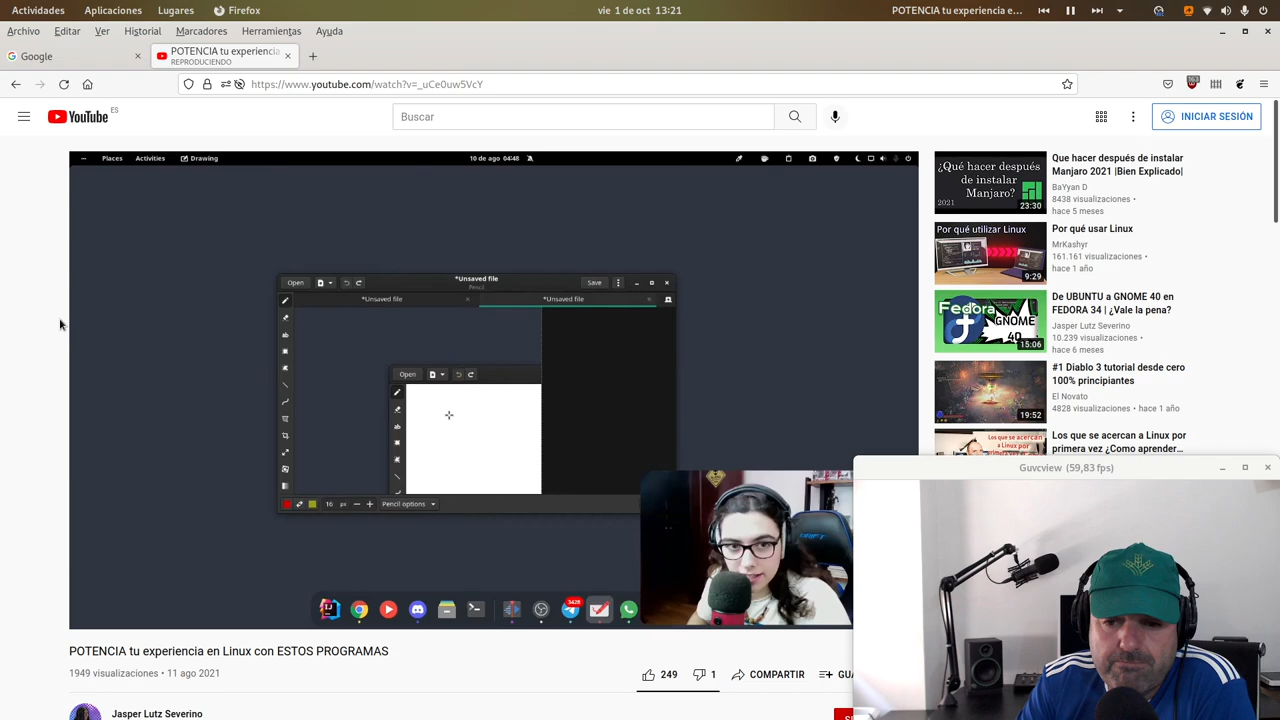 Actividades Aplicaciones Lugares Firefox vie 1 de oct 13:21 POTENCIA tu experiencia e…
Archivo Editar Ver Historial Marcadores Herramientas Ayuda
Google
POTENCIA tu experiencia
REPRODUCIENDO
https://www.youtube.com/watch?v=_uCe0uw5VcY
YouTube ES
Buscar
INICIAR SESIÓN
Places Activities Drawing 10 de ago 04:48
Open *Unsaved file Save
Pencil
*Unsaved file *Unsaved file
Open
16 px Pencil options
3428
POTENCIA tu experiencia en Linux con ESTOS PROGRAMAS
1949 visualizaciones • 11 ago 2021
249 1 COMPARTIR GUA
Jasper Lutz Severino
¿Qué hacer después
de instalar
Manjaro?
2021 23:30
Que hacer después de instalar
Manjaro 2021 |Bien Explicado|
BaYyan D
8438 visualizaciones •
hace 5 meses
Por qué utilizar Linux
9:29
Por qué usar Linux
MrKashyr
161.161 visualizaciones •
hace 1 año
Fedora
GNOME
40
15:06
De UBUNTU a GNOME 40 en
FEDORA 34 | ¿Vale la pena?
Jasper Lutz Severino
10.239 visualizaciones •
hace 6 meses
19:52
#1 Diablo 3 tutorial desde cero
100% principiantes
El Novato
4828 visualizaciones • hace 1 año
Los que se acercan
a Linux por
Los que se acercan a Linux por
primera vez ¿Como aprender…
Guvcview (59,83 fps)